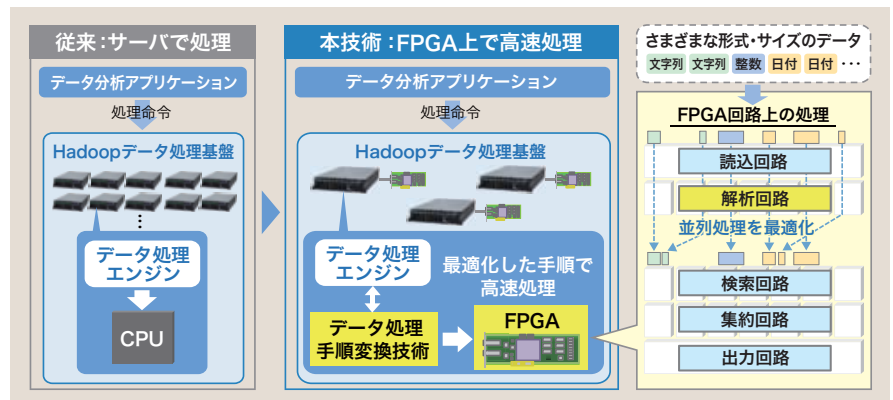 従来：サーバで処理
データ分析アプリケーション
処理命令
Hadoopデータ処理基盤
⋮
データ処理
エンジン
CPU
本技術：FPGA上で高速処理
データ分析アプリケーション
処理命令
Hadoopデータ処理基盤
データ処理
エンジン
最適化した手順で
高速処理
データ処理
手順変換技術
FPGA
さまざまな形式・サイズのデータ
文字列 文字列 整数 日付 日付 ･･･
FPGA回路上の処理
読込回路
解析回路
並列処理を最適化
検索回路
集約回路
出力回路